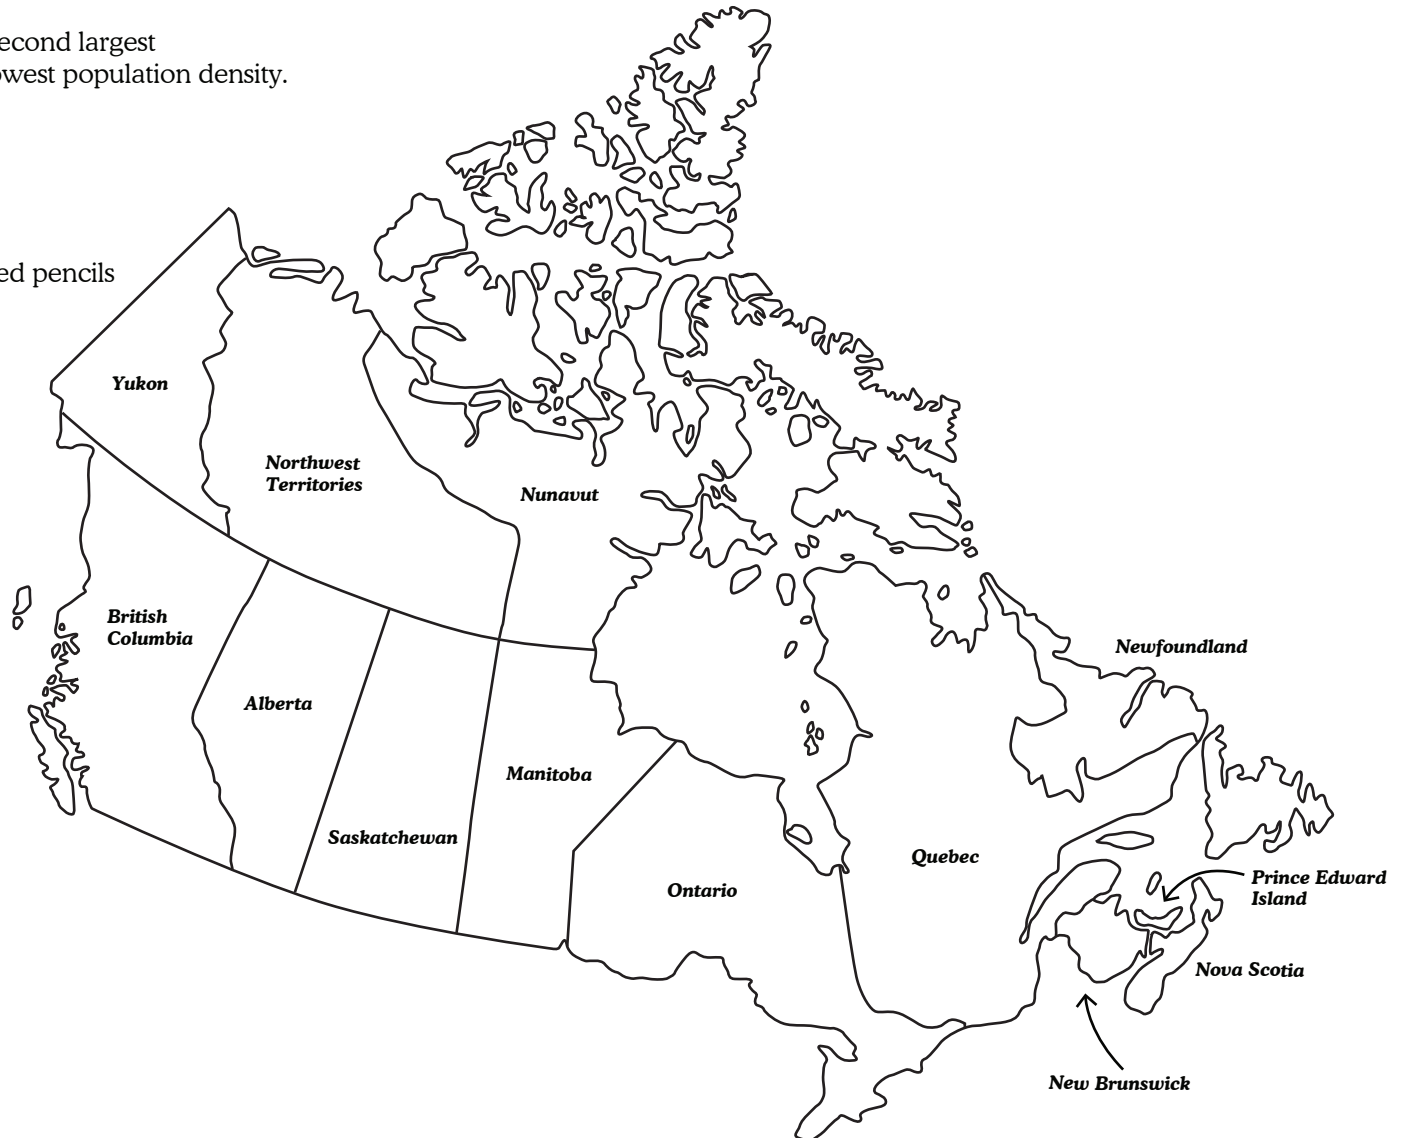 econd largest
west population density.
ed pencils
Yukon
Northwest
Territories
Nunavut
British
Columbia
Alberta
Saskatchewan
Manitoba
Ontario
Quebec
Newfoundland
Prince Edward
Island
Nova Scotia
New Brunswick